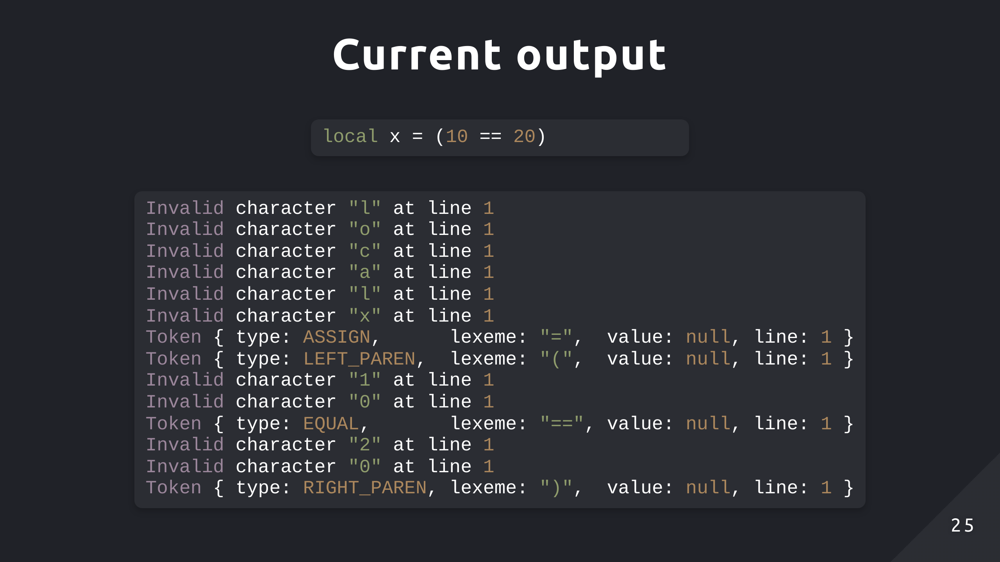 Current output
local x = (10 == 20)
Invalid character "l" at line 1
Invalid character "o" at line 1
Invalid character "c" at line 1
Invalid character "a" at line 1
Invalid character "l" at line 1
Invalid character "x" at line 1
Token { type: ASSIGN,      lexeme: "=",  value: null, line: 1 }
Token { type: LEFT_PAREN,  lexeme: "(",  value: null, line: 1 }
Invalid character "1" at line 1
Invalid character "0" at line 1
Token { type: EQUAL,       lexeme: "==", value: null, line: 1 }
Invalid character "2" at line 1
Invalid character "0" at line 1
Token { type: RIGHT_PAREN, lexeme: ")",  value: null, line: 1 }
25